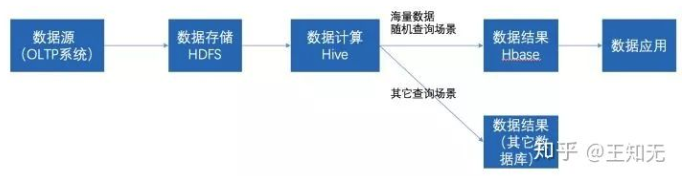 数据源
（OLTP系统）
数据存储
HDFS
数据计算
Hive
海量数据
随机查询场景
数据结果
Hbase
数据应用
其它查询场景
数据结果
（其它数
据库）
知乎 @王知无